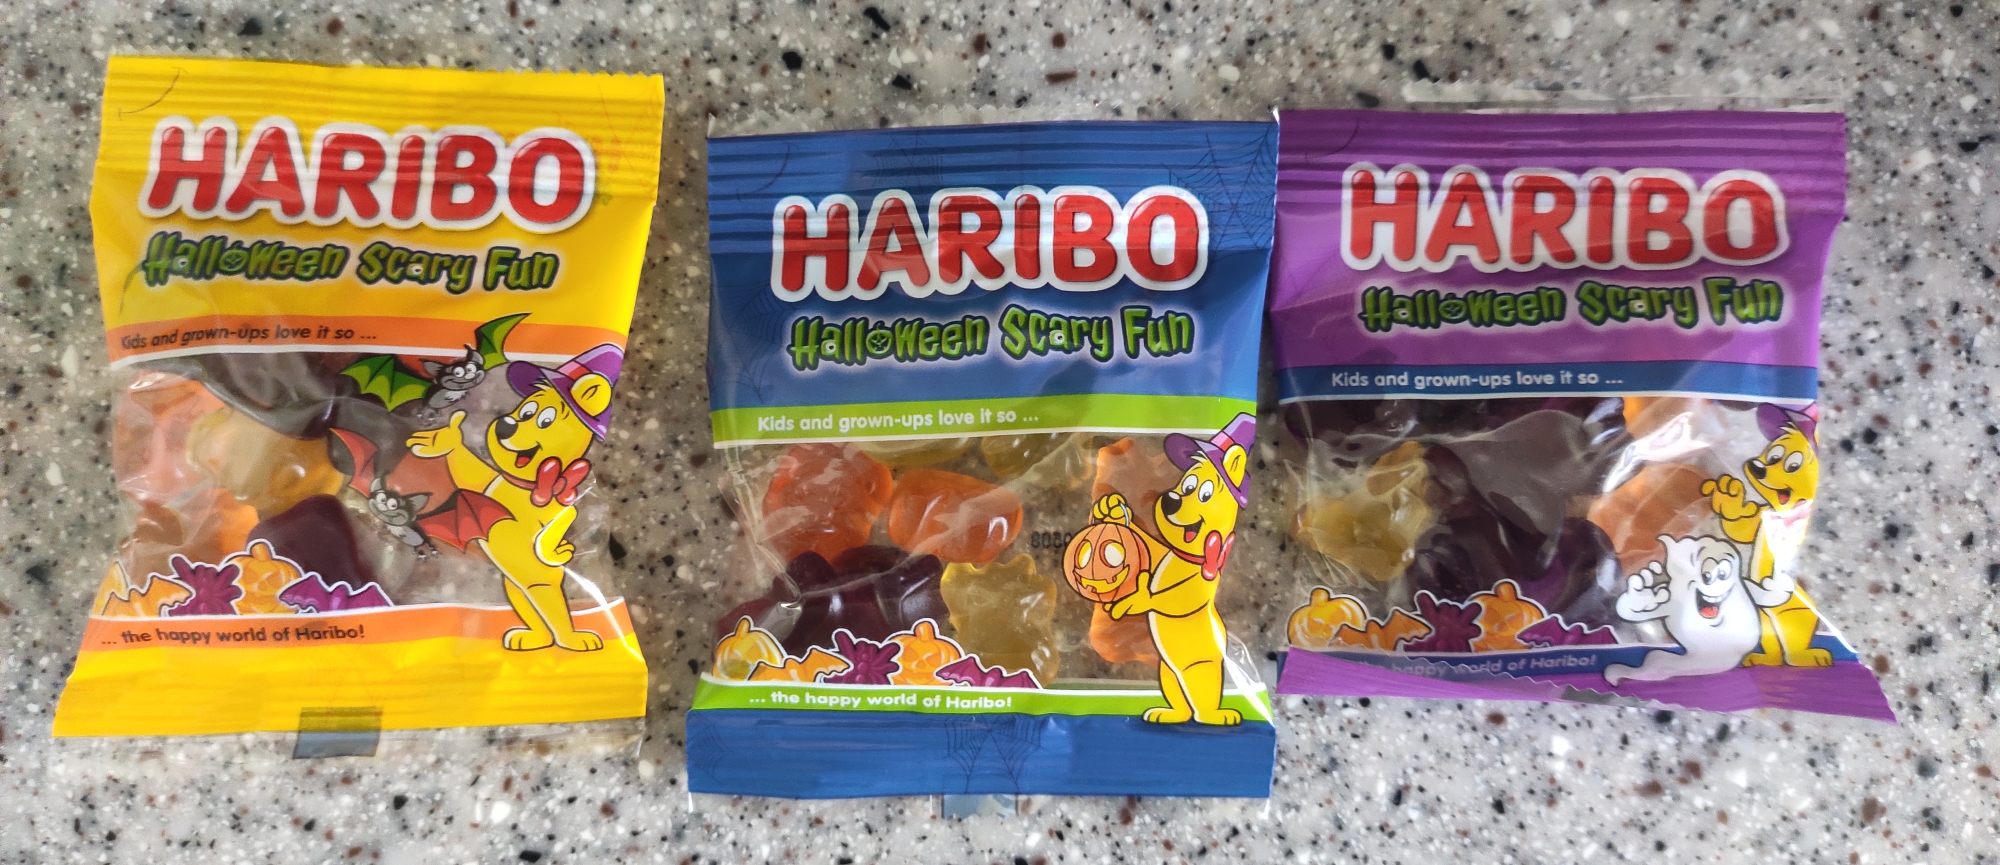 HARIBO
Halloween Scary Fun
Kids and grown-ups love it so ...
... the happy world of Haribo!
HARIBO
Halloween Scary Fun
Kids and grown-ups love it so ...
... the happy world of Haribo!
HARIBO
Halloween Scary Fun
Kids and grown-ups love it so ...
the happy world of Haribo!